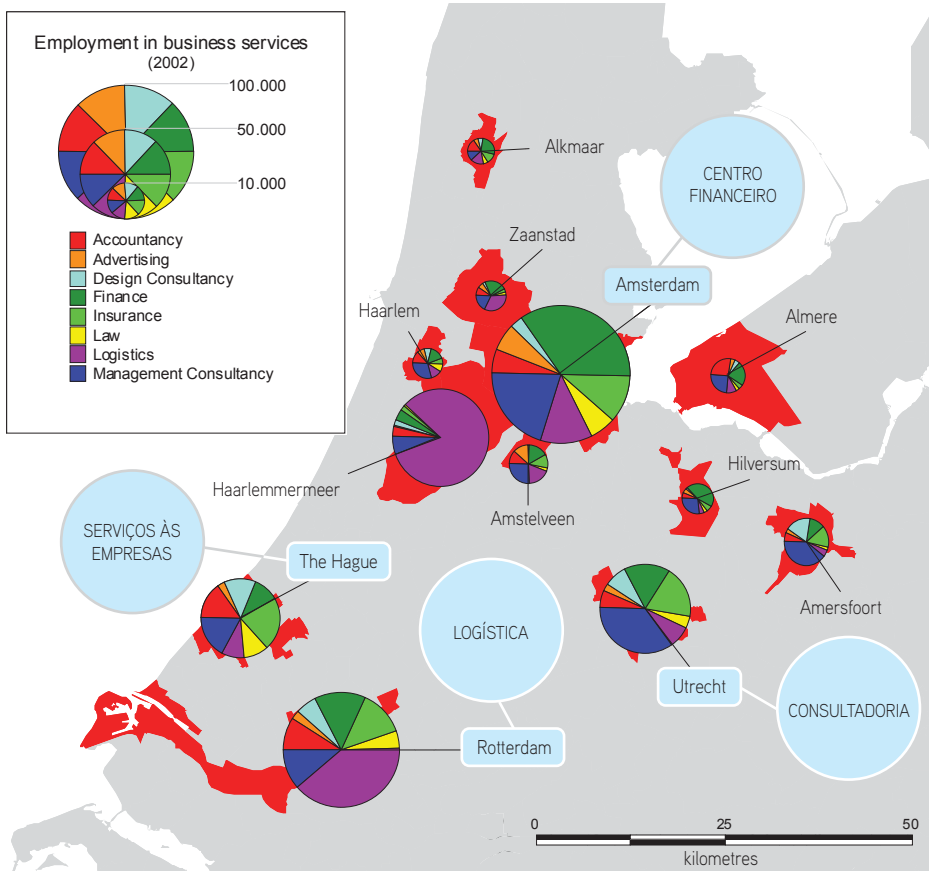 Employment in business services
(2002)
100.000
50.000
10.000
Accountancy
Advertising
Design Consultancy
Finance
Insurance
Law
Logistics
Management Consultancy
Alkmaar
CENTRO
FINANCEIRO
Zaanstad
Amsterdam
Haarlem
Almere
Haarlemmermeer
Amstelveen
Hilversum
SERVIÇOS ÀS
EMPRESAS
The Hague
Amersfoort
LOGÍSTICA
Utrecht
CONSULTADORIA
Rotterdam
0 25 50
kilometres